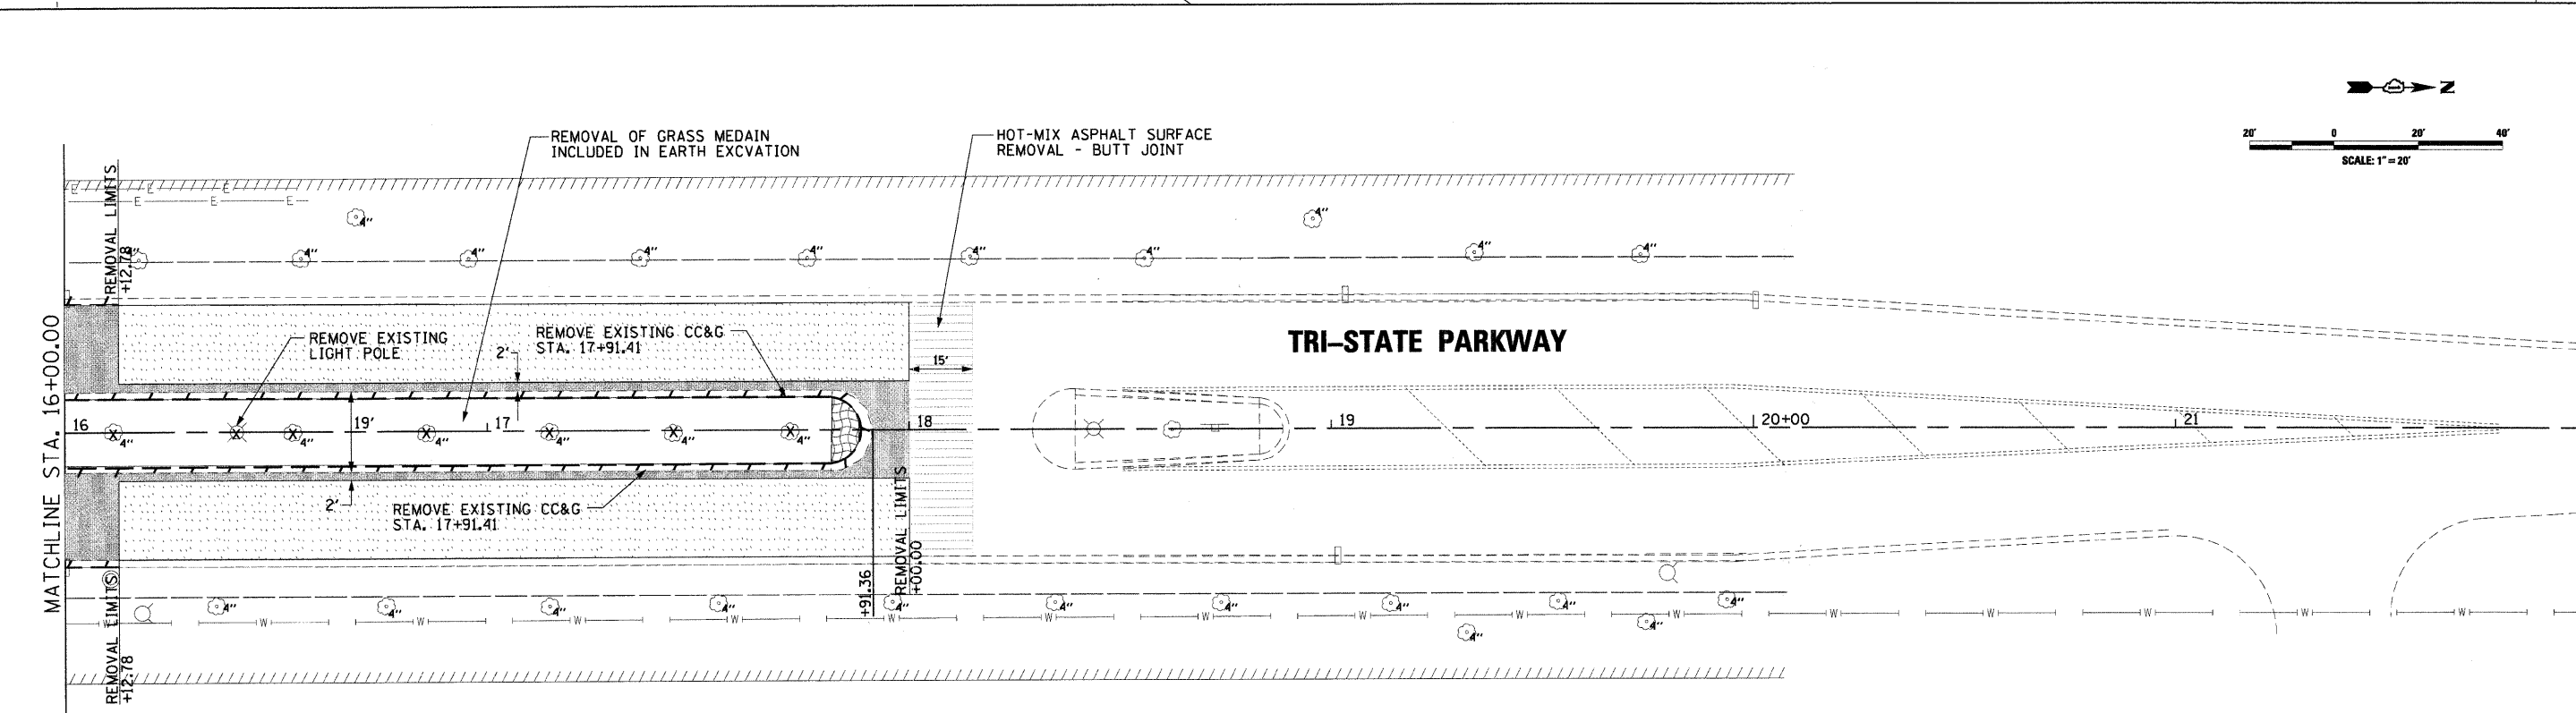 N
20' 0 20' 40'
SCALE: 1" = 20'
REMOVAL OF GRASS MEDAIN
INCLUDED IN EARTH EXCVATION
HOT-MIX ASPHALT SURFACE
REMOVAL - BUTT JOINT
REMOVAL LIMITS
+12.78
E E E
E E E
4" 4"
4" 4" 4" 4" 4" 4" 4" 4" 4"
MATCHLINE STA. 16+00.00
REMOVE EXISTING
LIGHT POLE
2'
REMOVE EXISTING CC&G
STA. 17+91.41
15'
TRI-STATE PARKWAY
16 17 18 19 20+00 21
19'
4" 4" 4" 4" 4" 4"
2'
REMOVE EXISTING CC&G
STA. 17+91.41
+91.36
REMOVAL LIMITS
+00.00
4" 4" 4" 4" 4" 4" 4" 4" 4" 4"
W W W W W W W W W W W W W W W W
4" 4"
REMOVAL LIMITS
+12.78